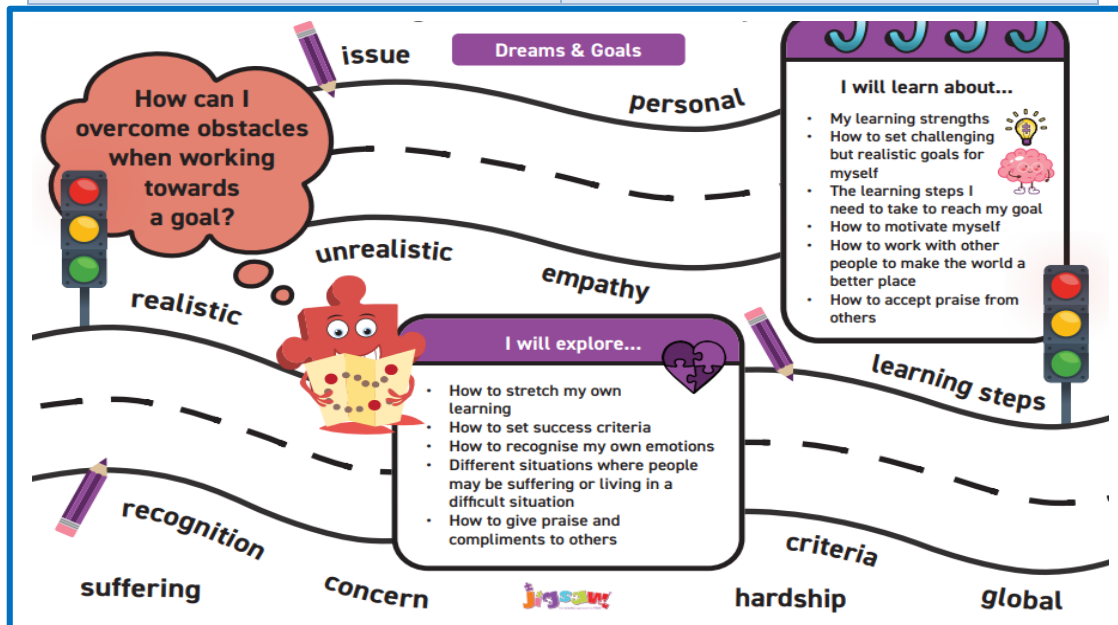 issue
Dreams & Goals
personal
How can I
overcome obstacles
when working
towards
a goal?
I will learn about...
• My learning strengths
• How to set challenging
but realistic goals for
myself
• The learning steps I
need to take to reach my goal
• How to motivate myself
• How to work with other
people to make the world a
better place
• How to accept praise from
others
unrealistic
empathy
realistic
I will explore...
• How to stretch my own
learning
• How to set success criteria
• How to recognise my own emotions
• Different situations where people
may be suffering or living in a
difficult situation
• How to give praise and
compliments to others
learning steps
recognition
criteria
suffering
concern
jigsaw
hardship
global